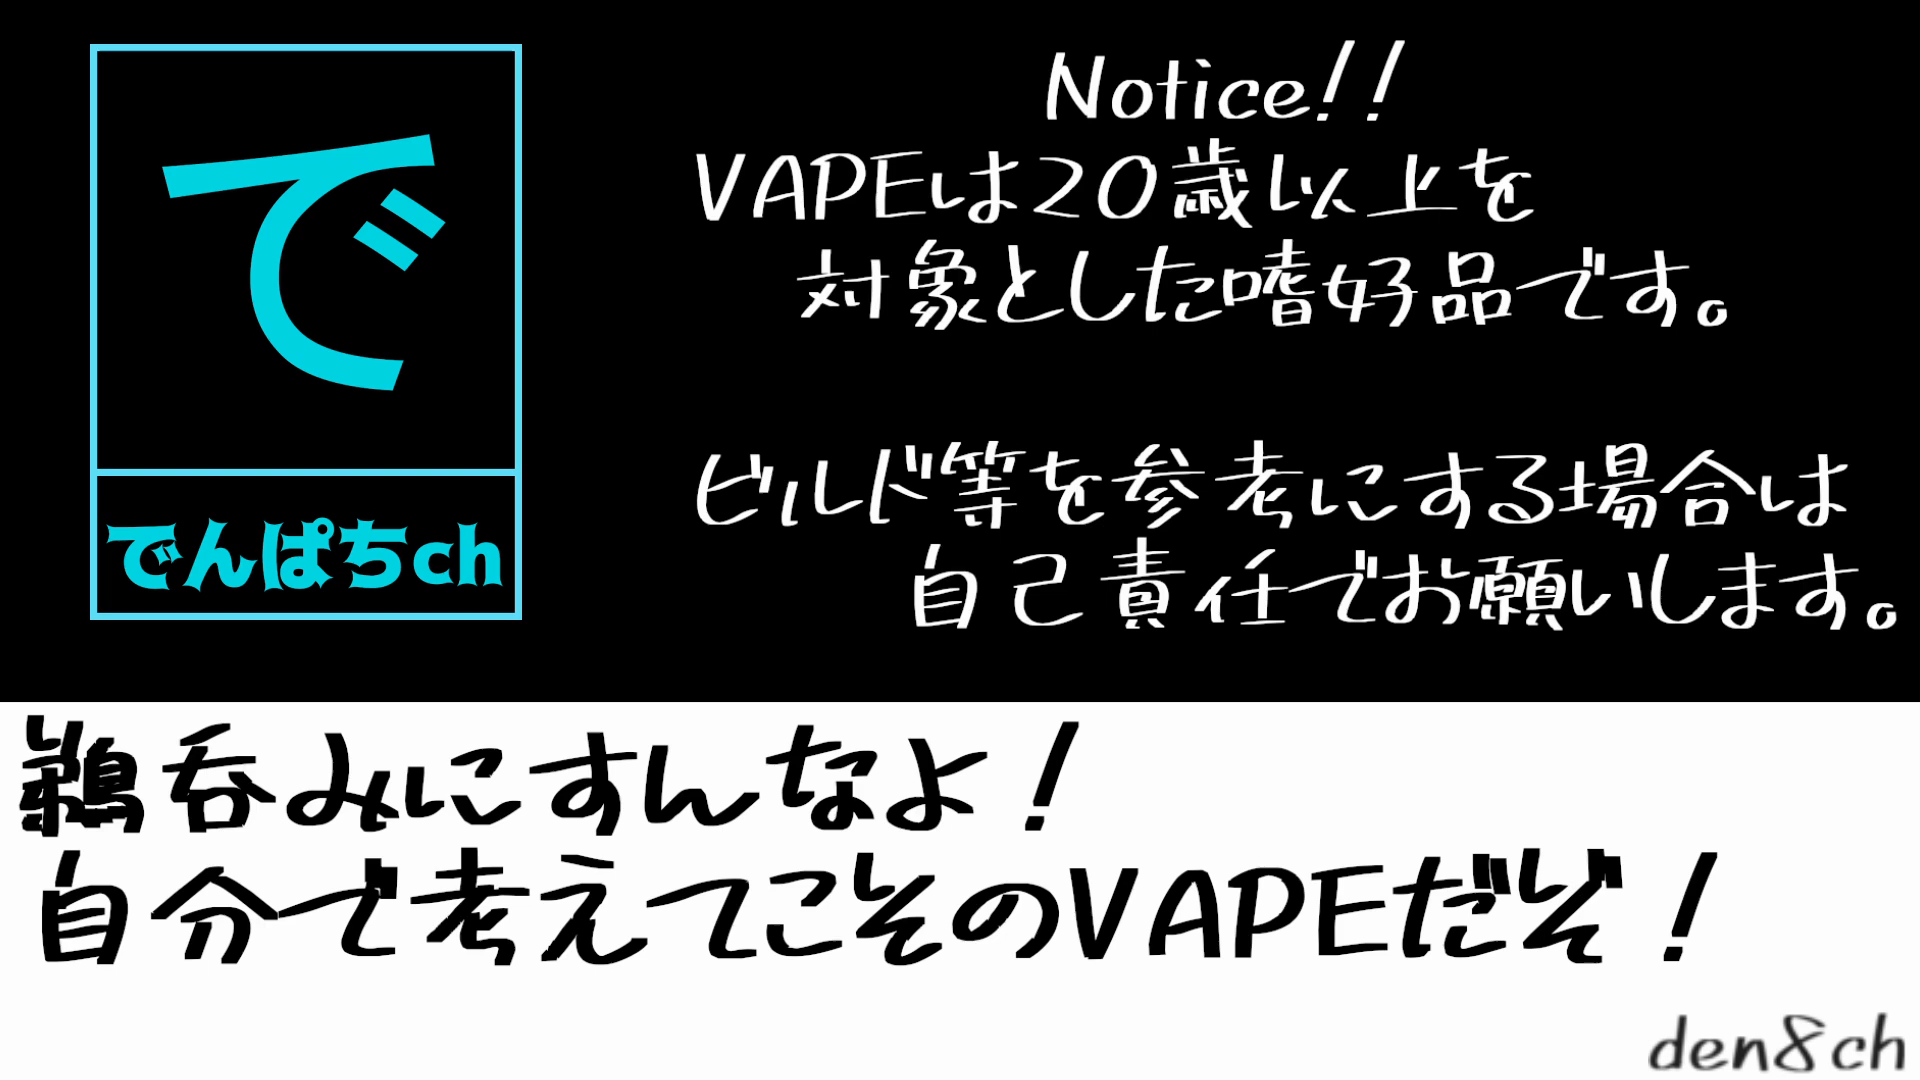 で
でんぱちch
Notice!!
VAPEは20歳以上を
対象とした嗜好品です。
ビルド等を参考にする場合は
自己責任でお願いします。
鵜呑みにすんなよ！
自分で考えてこそのVAPEだぞ！
den8ch